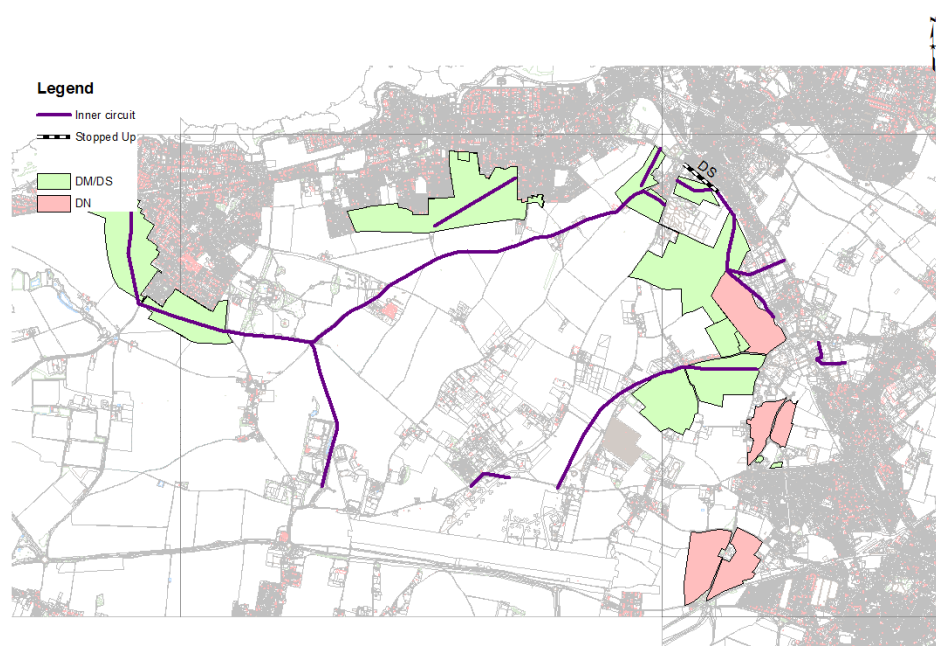 Legend
Inner circuit
Stopped Up
DM/DS
DN
DS